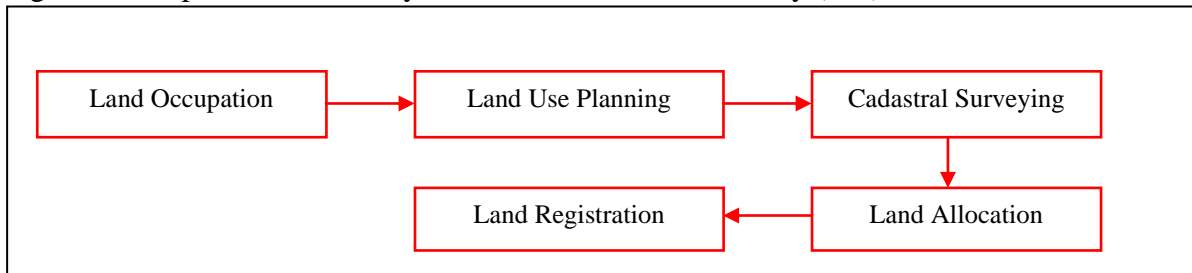 Land Occupation
Land Use Planning
Cadastral Surveying
Land Registration
Land Allocation